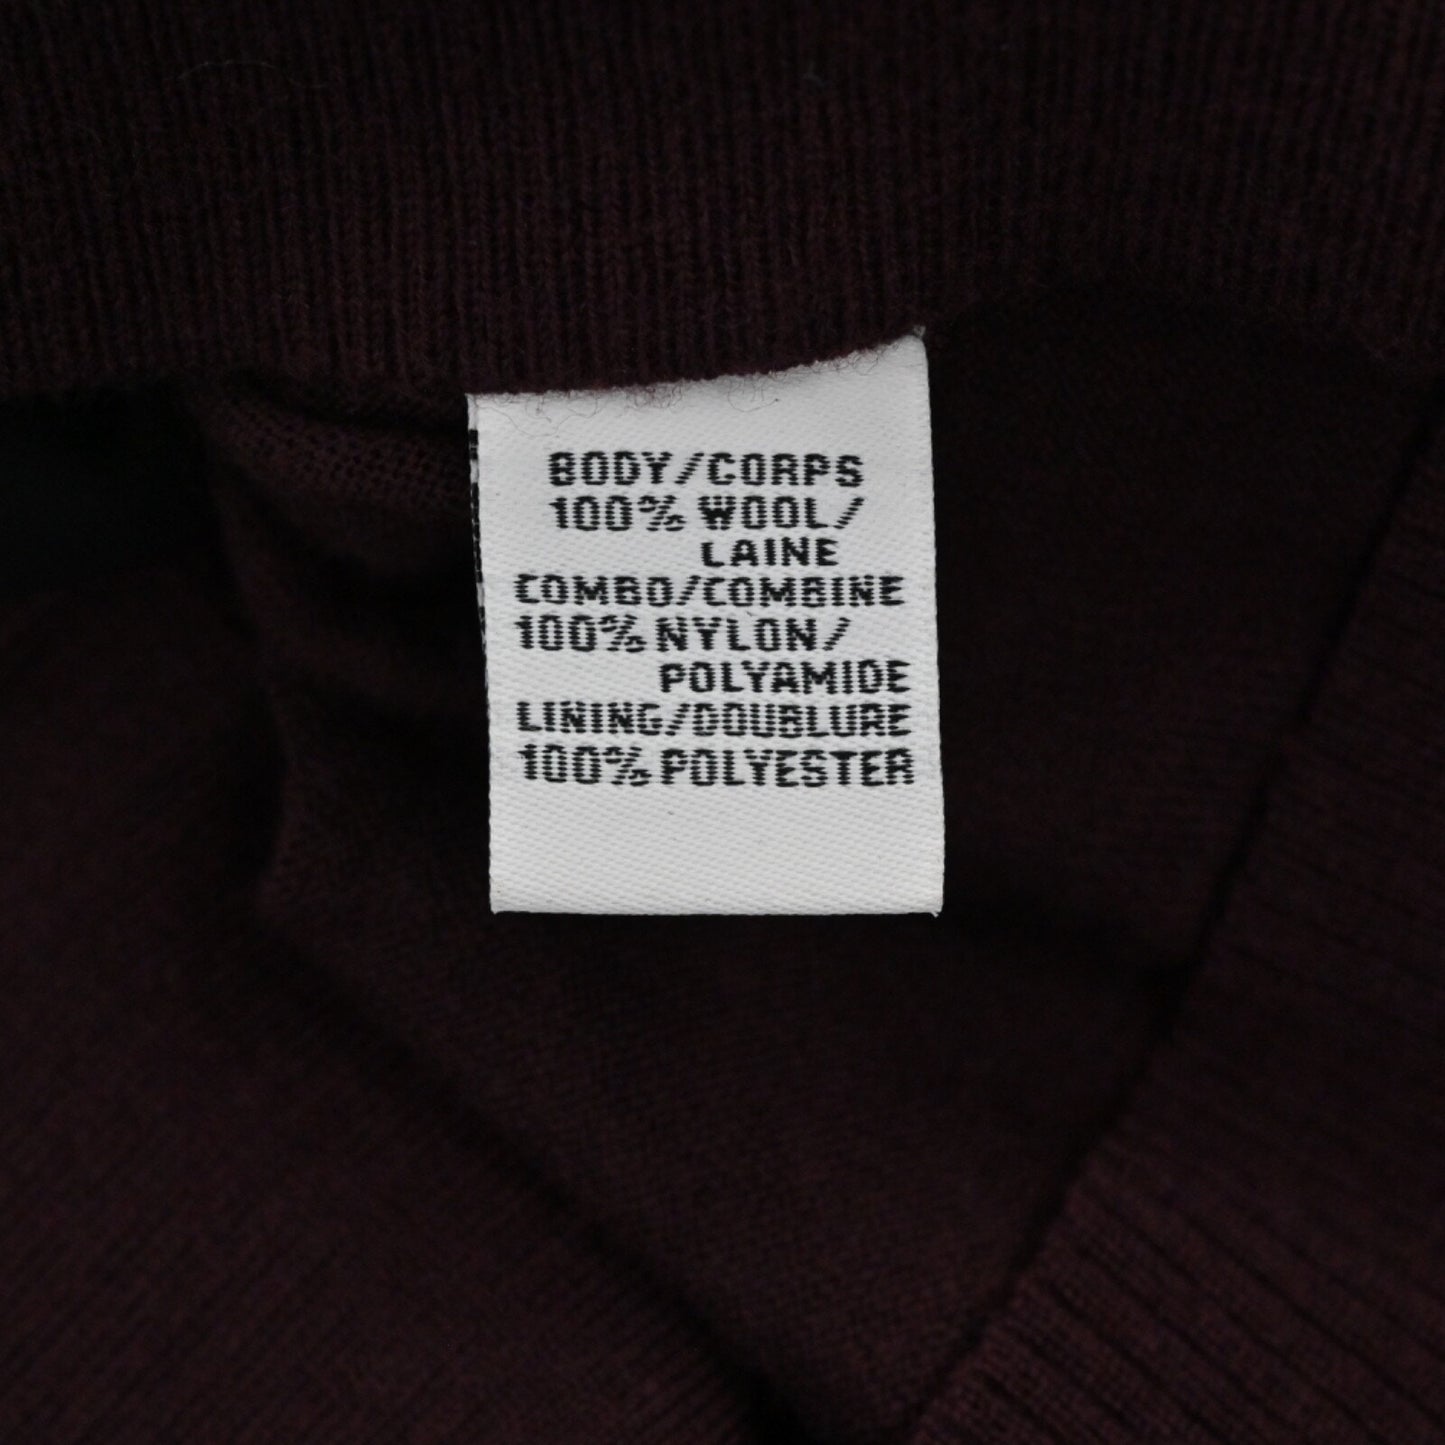 BODY/CORPS
100% WOOL/
LAINE
COMBO/COMBINE
100% NYLON/
POLYAMIDE
LINING/DOUBLURE
100% POLYESTER